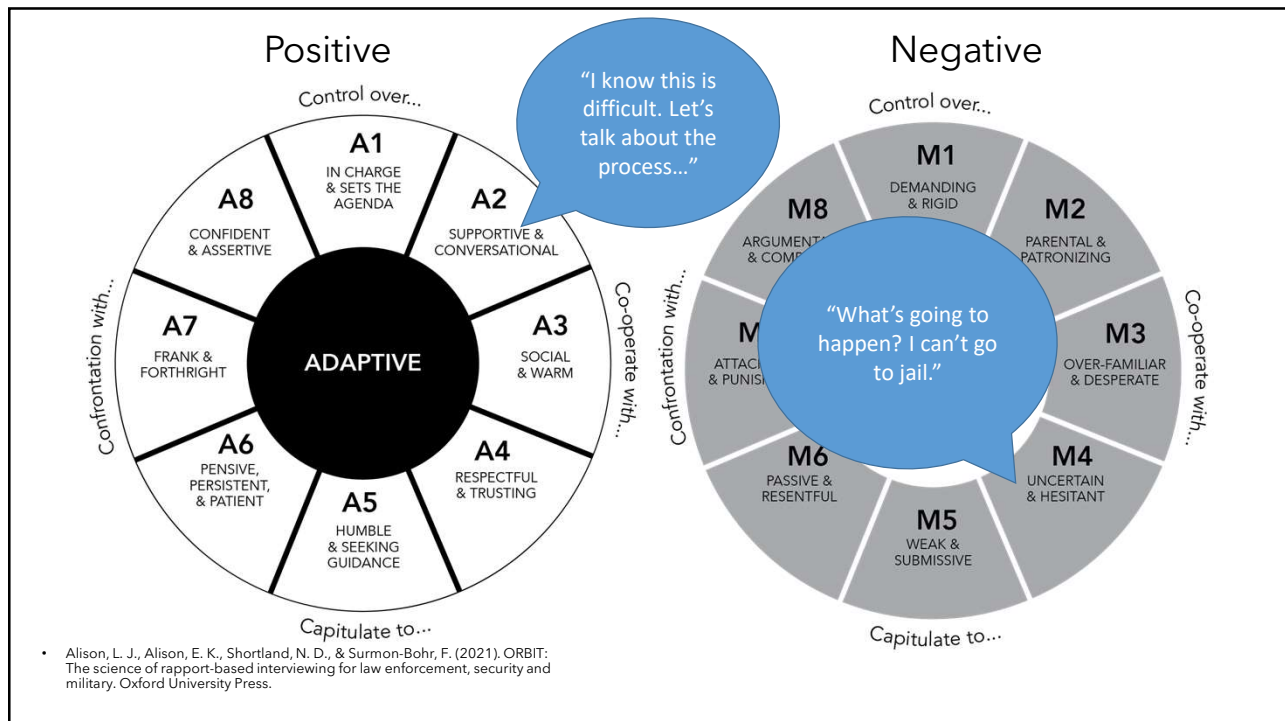 Positive
Negative
Control over...
A1
IN CHARGE
& SETS THE
AGENDA
A2
SUPPORTIVE &
CONVERSATIONAL
A3
SOCIAL
& WARM
A4
RESPECTFUL
& TRUSTING
A5
HUMBLE
& SEEKING
GUIDANCE
A6
PENSIVE,
PERSISTENT,
& PATIENT
A7
FRANK &
FORTHRIGHT
A8
CONFIDENT
& ASSERTIVE
ADAPTIVE
Confrontation with...
Co-operate with...
Capitulate to...
“I know this is
difficult. Let’s
talk about the
process...”
Control over...
M1
DEMANDING
& RIGID
M2
PARENTAL &
PATRONIZING
M3
OVER-FAMILIAR
& DESPERATE
M4
UNCERTAIN
& HESITANT
M5
WEAK &
SUBMISSIVE
M6
PASSIVE &
RESENTFUL
M8
&
&
Confrontation with...
Co-operate with...
Capitulate to...
“What’s going to
happen? I can’t go
to jail.”
• Alison, L. J., Alison, E. K., Shortland, N. D., & Surmon-Bohr, F. (2021). ORBIT:
The science of rapport-based interviewing for law enforcement, security and
military. Oxford University Press.